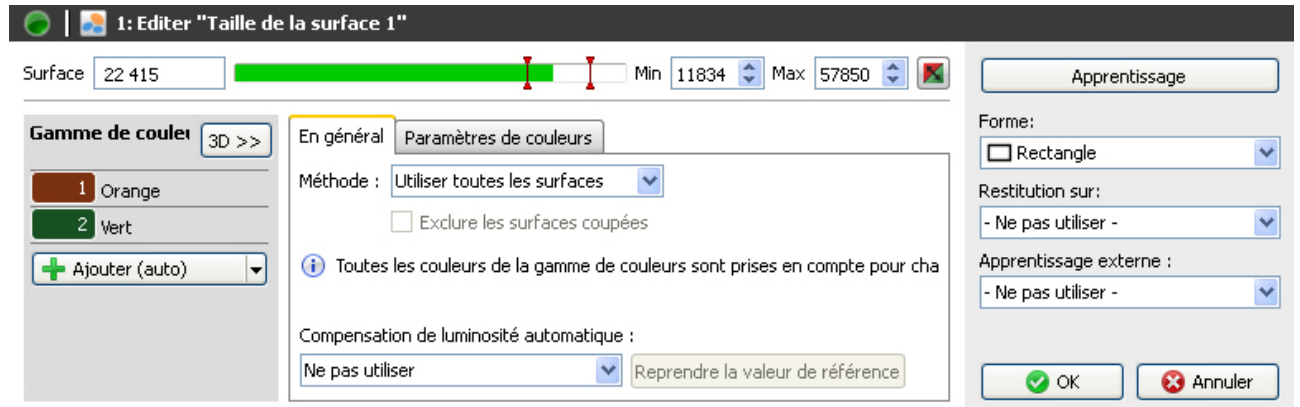 1: Editer "Taille de la surface 1"
Surface 22 415 Min 11834 Max 57850
Gamme de couleu 3D >>
1 Orange
2 Vert
Ajouter (auto)
En général Paramètres de couleurs
Méthode : Utiliser toutes les surfaces
Exclure les surfaces coupées
Toutes les couleurs de la gamme de couleurs sont prises en compte pour cha
Compensation de luminosité automatique :
Ne pas utiliser Reprendre la valeur de référence
Apprentissage
Forme:
Rectangle
Restitution sur:
- Ne pas utiliser -
Apprentissage externe :
- Ne pas utiliser -
OK Annuler